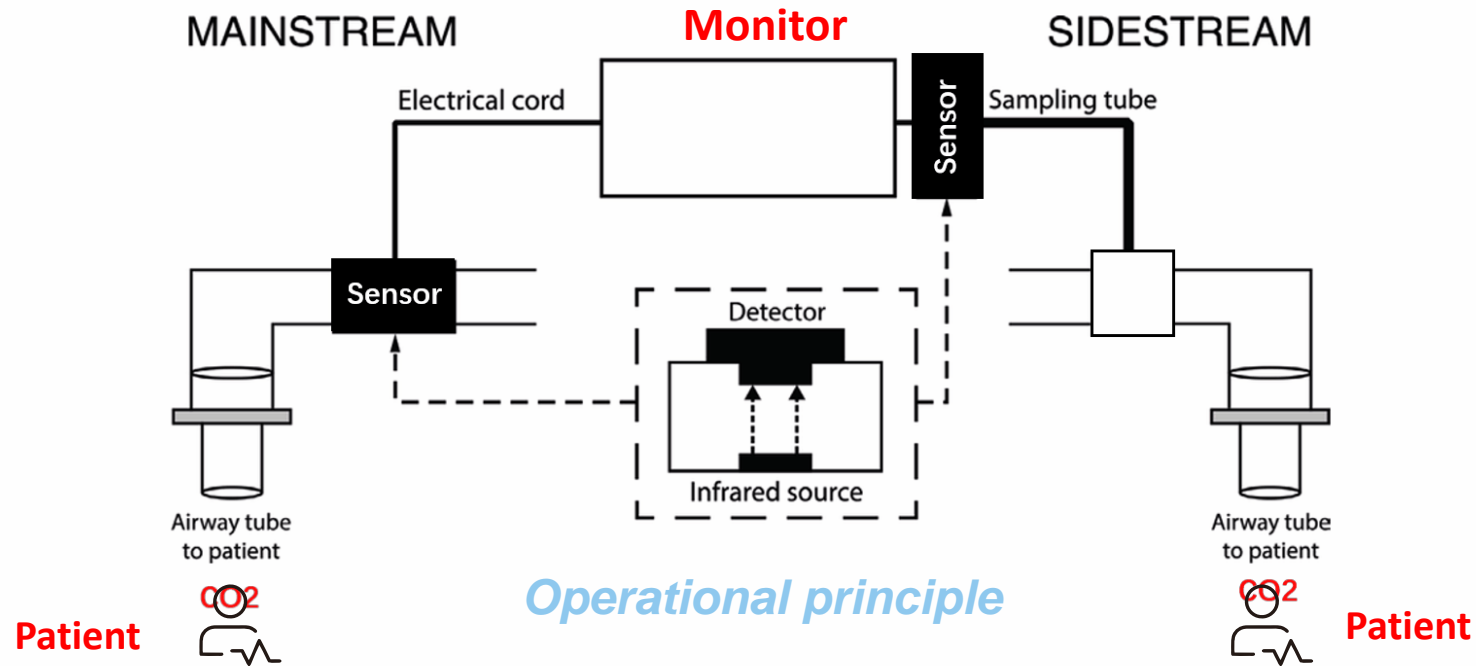 MAINSTREAM
Monitor
SIDESTREAM
Electrical cord
Sensor
Sampling tube
Sensor
Detector
Infrared source
Airway tube
to patient
Airway tube
to patient
CO2
CO2
Operational principle
Patient
Patient